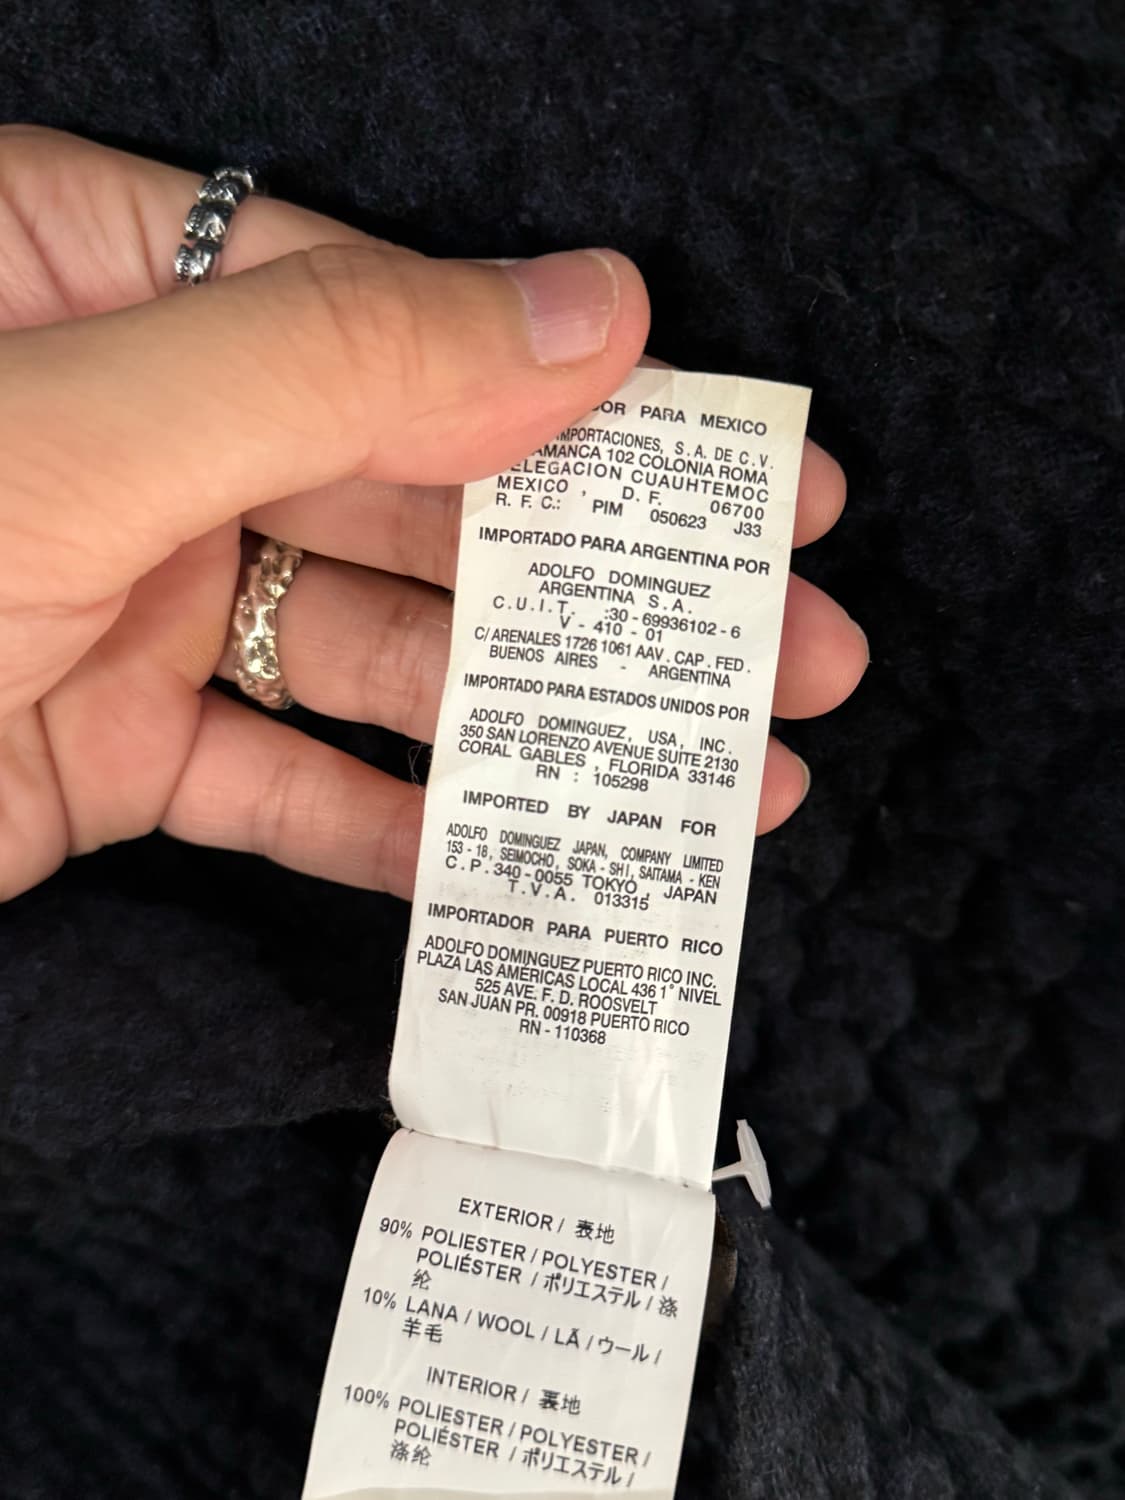 PARA MEXICO
IMPORTACIONES, S.A. DE C.V.
102 COLONIA ROMA
CUAUHTEMOC
MEXICO , D. F. 06700
R. F. C.: PIM 050623 J33
IMPORTADO PARA ARGENTINA POR
ADOLFO DOMINGUEZ
ARGENTINA S.A.
C.U.I.T. :30-69936102-6
V - 410 - 01
C/ ARENALES 1726 1061 AAV . CAP . FED .
BUENOS AIRES - ARGENTINA
IMPORTADO PARA ESTADOS UNIDOS POR
ADOLFO DOMINGUEZ, USA, INC.
350 SAN LORENZO AVENUE SUITE 2130
CORAL GABLES , FLORIDA 33146
RN : 105298
IMPORTED BY JAPAN FOR
ADOLFO DOMINGUEZ JAPAN, COMPANY LIMITED
153 - 18, SEIMOCHO, SOKA - SHI, SAITAMA - KEN
C.P. 340-0055 TOKYO , JAPAN
T.V.A. 013315
IMPORTADOR PARA PUERTO RICO
ADOLFO DOMINGUEZ PUERTO RICO INC.
PLAZA LAS AMÉRICAS LOCAL 436 1° NIVEL
525 AVE. F. D. ROOSVELT
SAN JUAN PR. 00918 PUERTO RICO
RN - 110368
EXTERIOR / 表地
90% POLIESTER / POLYESTER /
POLIÉSTER / ポリエステル / 涤
纶
10% LANA / WOOL / LÃ / ウール /
羊毛
INTERIOR / 裏地
100% POLIESTER / POLYESTER /
POLIÉSTER / ポリエステル /
涤纶